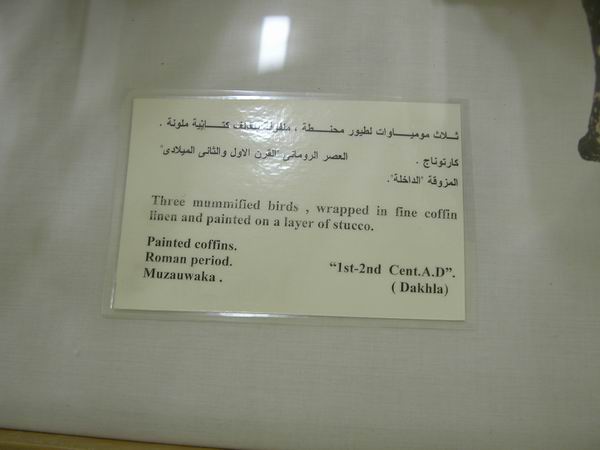 ثلاث مومياوات لطيور محنطة ، ملفوفة كتانية ملونة .
كارتوناج . العصر الرومانى "القرن الاول والثانى الميلادى"
المزوقة "الداخلة".
Three mummified birds , wrapped in fine coffin
linen and painted on a layer of stucco.
Painted coffins.
Roman period. “1st-2nd Cent.A.D”.
Muzauwaka . ( Dakhla)